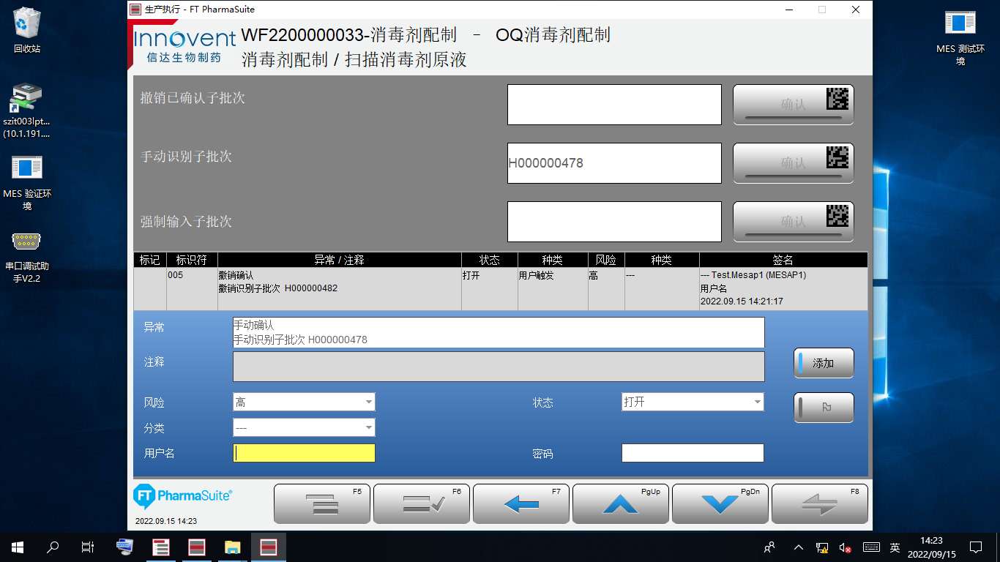 生产执行 - FT PharmaSuite
回收站
szit003lpt...
(10.1.191....
MES 验证环
境
串口调试助
手V2.2
MES 测试环
境
Innovent
信达生物制药
WF2200000033-消毒剂配制 - OQ消毒剂配制
消毒剂配制 / 扫描消毒剂原液
撤销已确认子批次
确认
手动识别子批次
H000000478
确认
强制输入子批次
确认
标记 标识符 异常 / 注释 状态 种类 风险 种类 签名
005 撤销确认 打开 用户触发 高 --- --- Test.Mesap1 (MESAP1)
撤销识别子批次 H000000482 用户名
2022.09.15 14:21:17
异常
手动确认
手动识别子批次 H000000478
注释
添加
风险 高 状态 打开
分类 ---
用户名 密码
FT PharmaSuite®
2022.09.15 14:23
F5
F6
F7
PgUp
PgDn
F8
英
14:23
2022/09/15